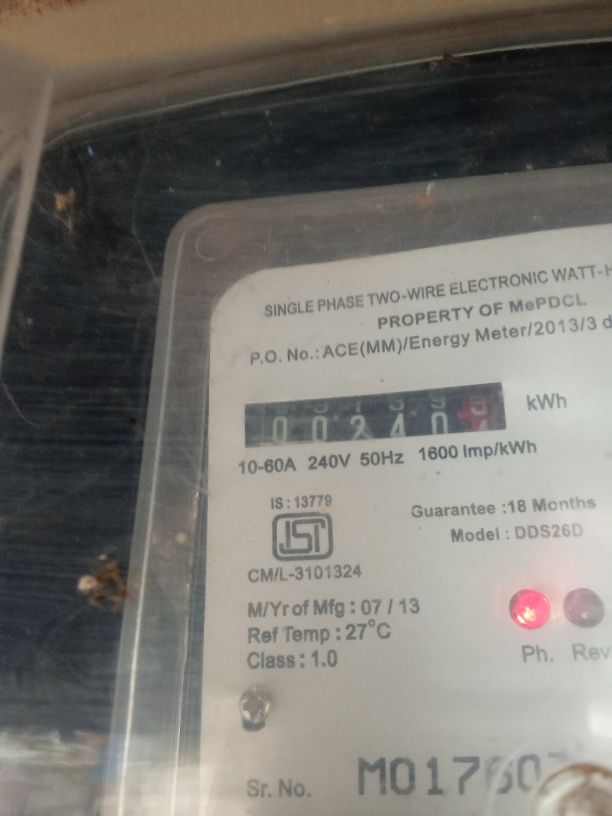 SINGLE PHASE TWO-WIRE ELECTRONIC WATT-H
PROPERTY OF MePDCL
P.O. No.: ACE(MM)/Energy Meter/2013/3 d
00240 kWh
10-60A 240V 50Hz 1600 Imp/kWh
IS : 13779
Guarantee :18 Months
Model : DDS26D
CM/L-3101324
M/Yr of Mfg : 07 / 13
Ref Temp : 27°C
Class : 1.0
Ph. Rev
Sr. No. M01760